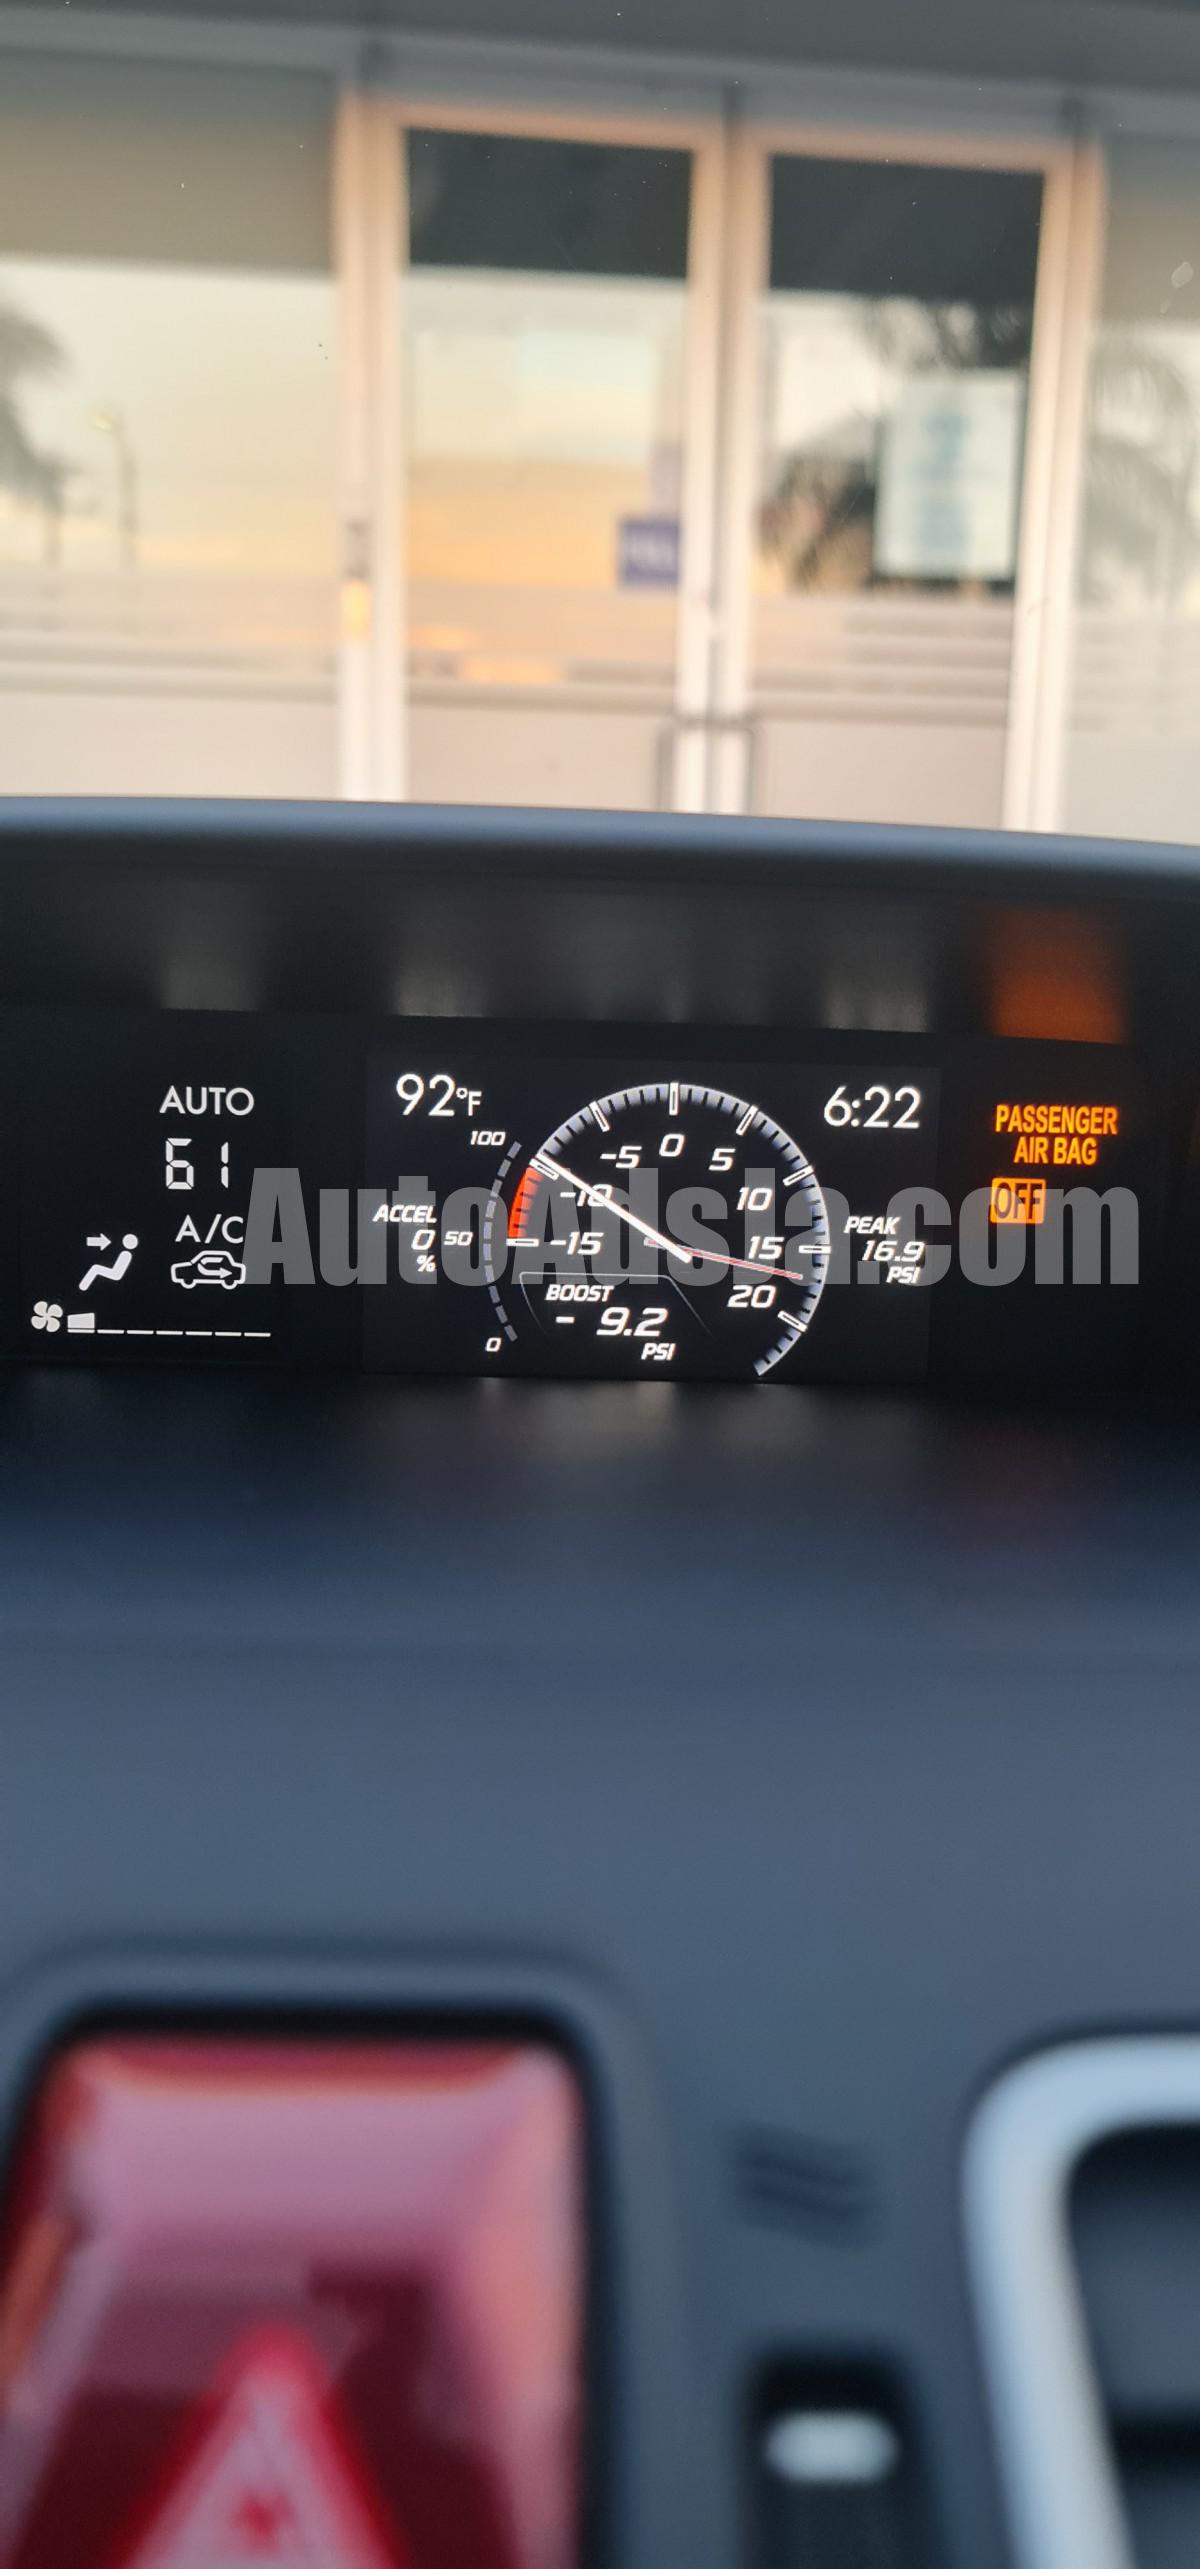 AUTO
61
A/C
92°F
6:22
100
ACCEL
0
%
50
0
-15
-10
-5
0
5
10
15
20
BOOST
- 9.2
PSI
PEAK
16.9
PSI
PASSENGER
AIR BAG
OFF
AutoAdsJa.com